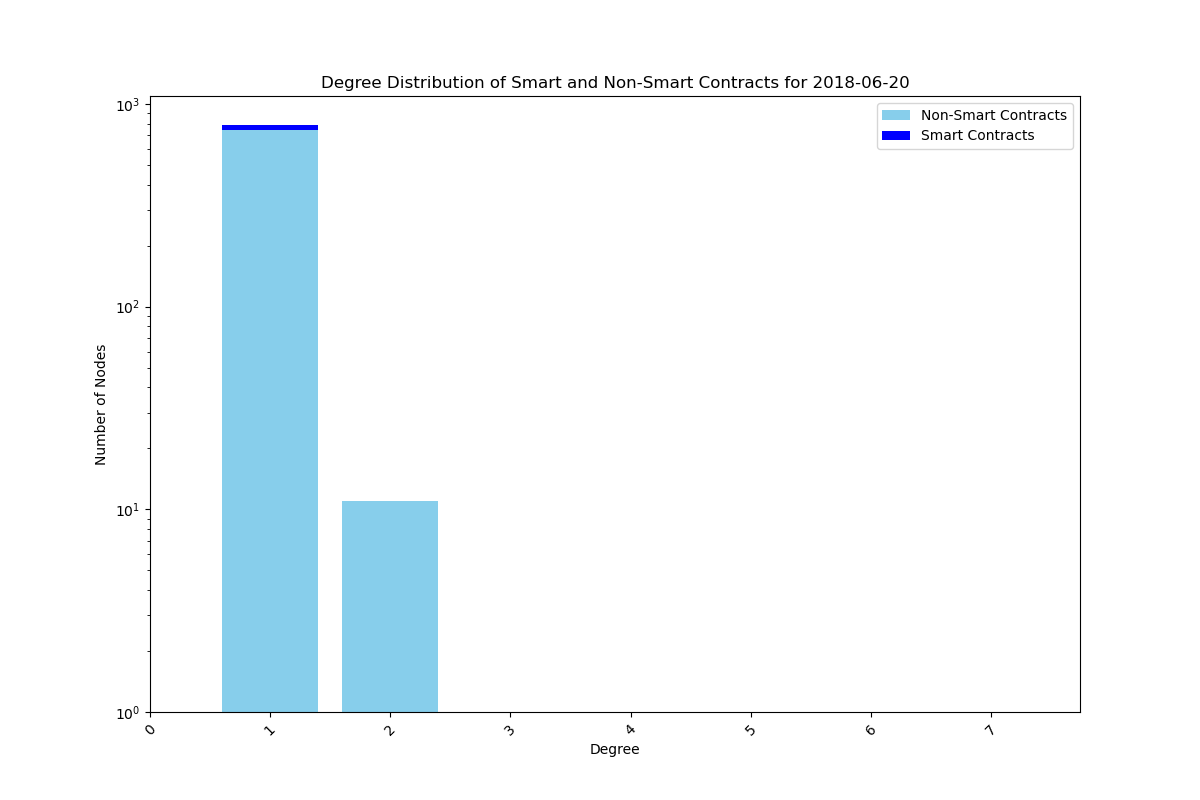 Degree Distribution of Smart and Non-Smart Contracts for 2018-06-20
Non-Smart Contracts
Smart Contracts
Number of Nodes
10³
10²
10¹
10⁰
0 1 2 3 4 5 6 7
Degree